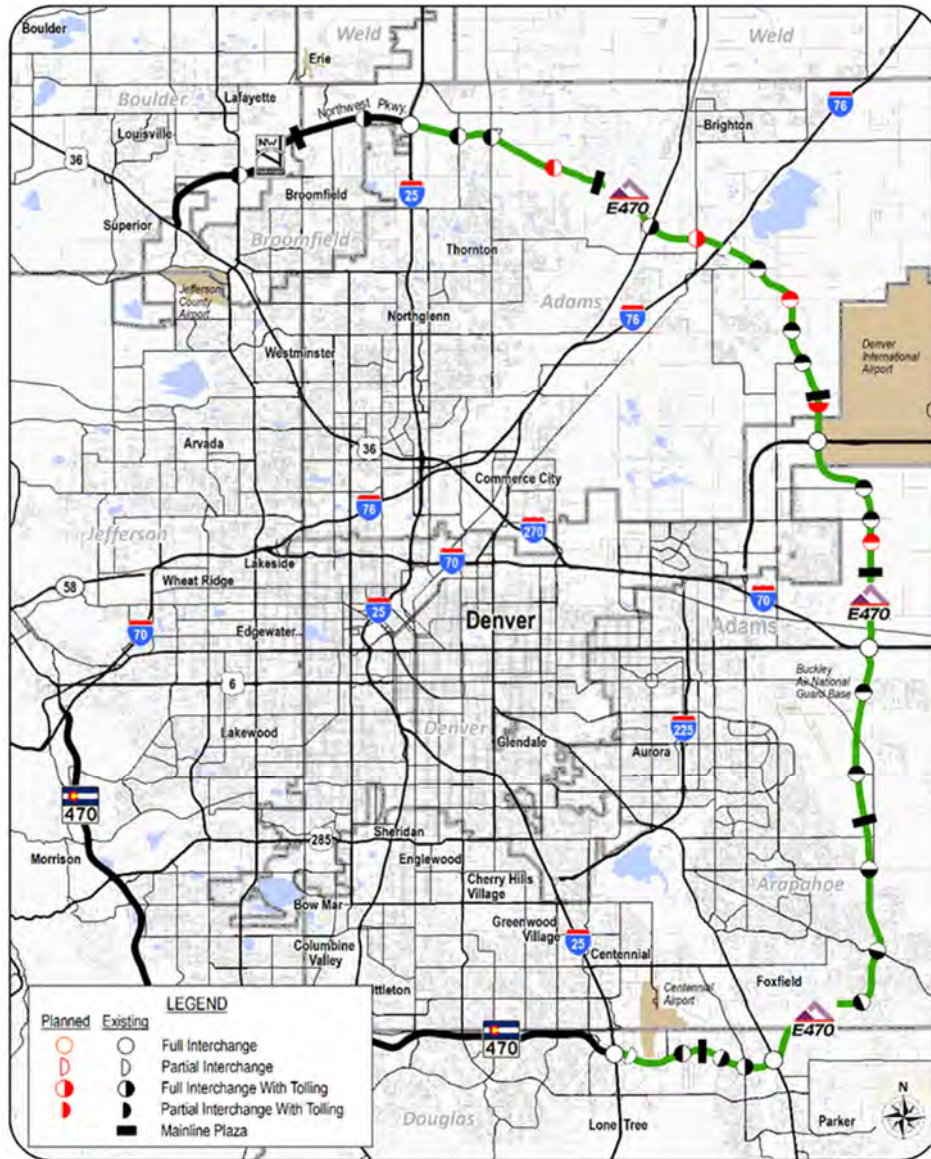 Boulder
Weld
Weld
Erie
76
Boulder
Lafayette
Northwest Pkwy.
Brighton
Louisville
36
NW
25
Broomfield
E470
Superior
Broomfield
Thornton
Jefferson
County
Airport
Adams
Northglenn
76
Denver
International
Airport
Westminster
Arvada
36
Commerce City
76
270
Jefferson
Lakeside
70
58
Wheat Ridge
70
25
E470
70
Edgewater
Denver
Adams
6
Buckley
Air National
Guard Base
Lakewood
Denver
Glendale
225
Aurora
470
Sheridan
285
Morrison
Englewood
Cherry Hills
Village
Arapahoe
Bow Mar
Greenwood
Village
Columbine
Valley
25
Centennial
Foxfield
ittleton
Centennial
Airport
E470
LEGEND
Planned Existing
Full Interchange
Partial Interchange
Full Interchange With Tolling
Partial Interchange With Tolling
Mainline Plaza
470
Douglas
Lone Tree
Parker
N